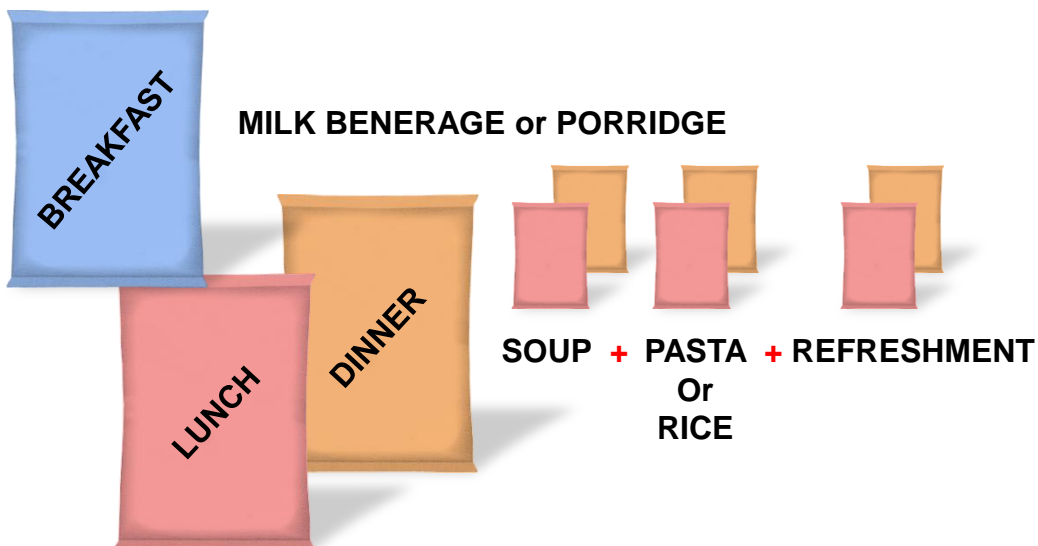 BREAKFAST
MILK BENERAGE or PORRIDGE
DINNER
LUNCH
SOUP + PASTA + REFRESHMENT
Or
RICE